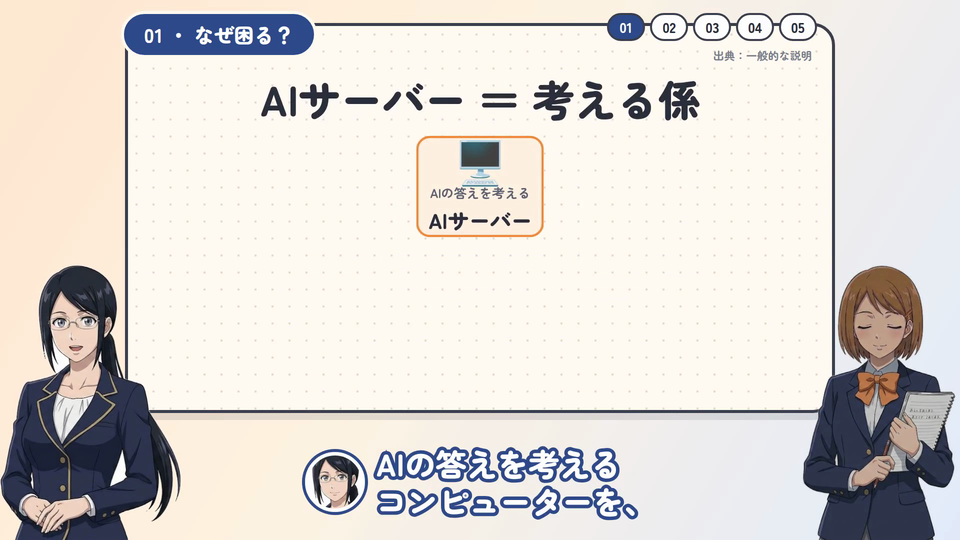 01 ・ なぜ困る？
01 02 03 04 05
出典：一般的な説明
AIサーバー ＝ 考える係
AIの答えを考える
AIサーバー
AIの答えを考える
コンピューターを、